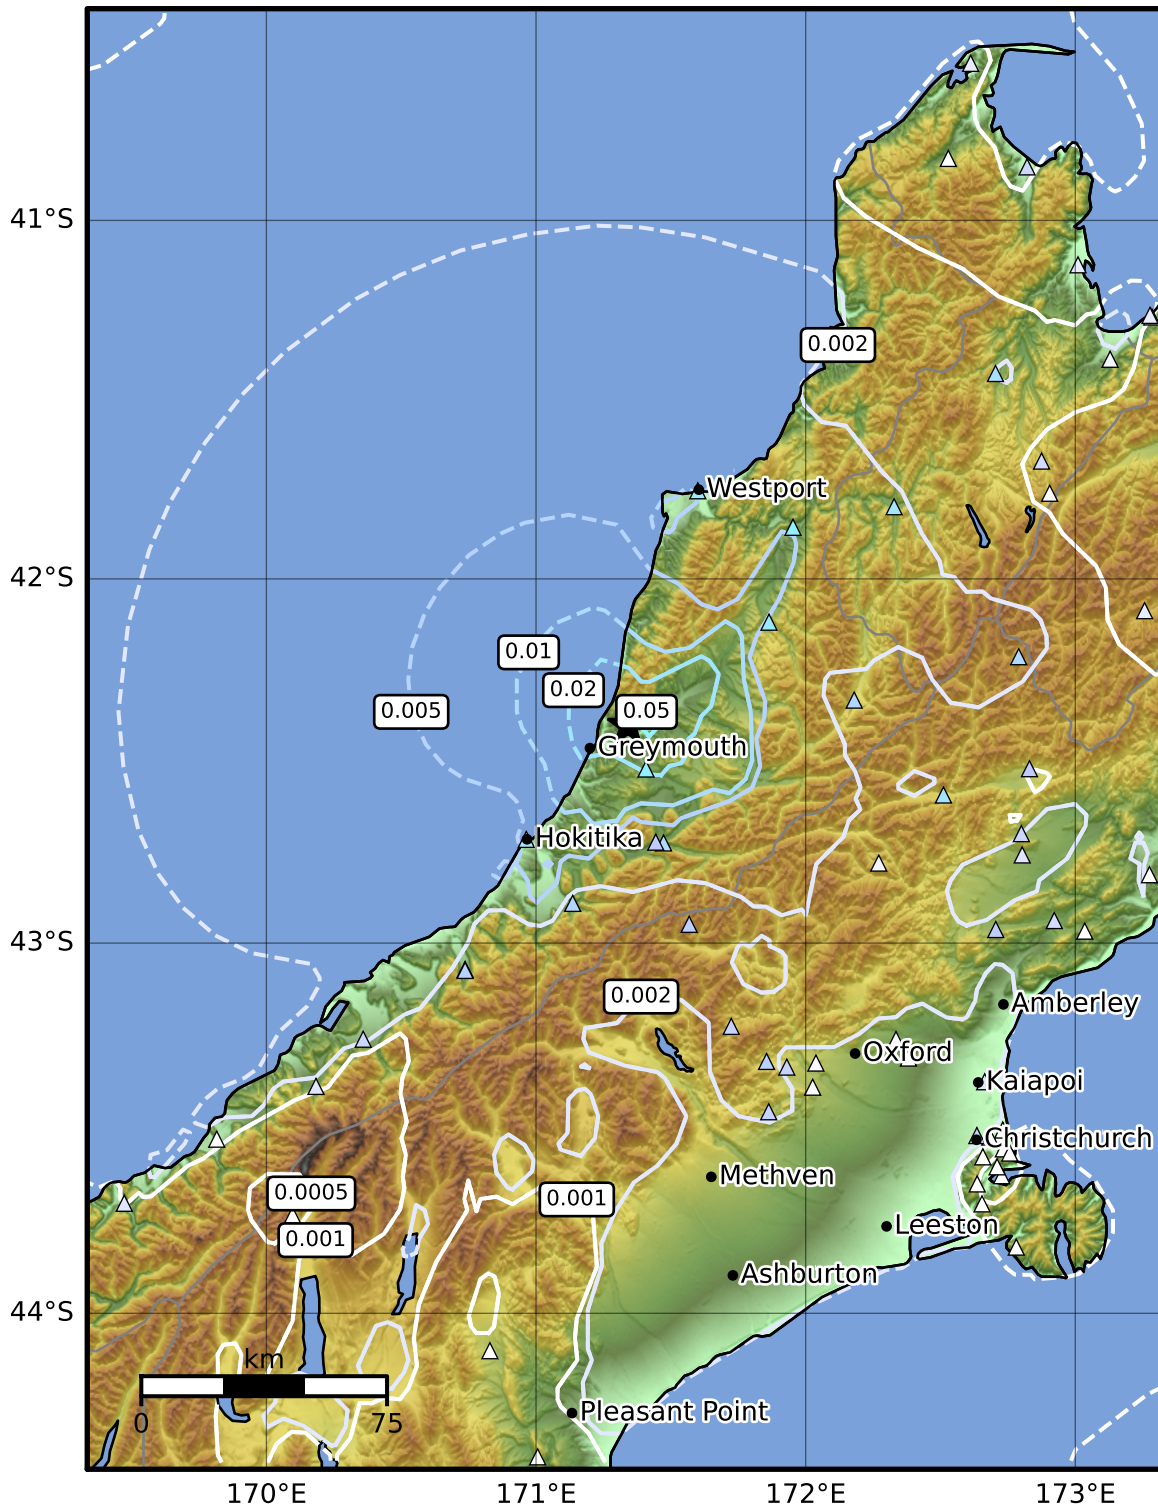 41°S
0.002
Westport
42°S
0.01
0.02
0.005
0.05
Greymouth
Hokitika
43°S
0.002
Amberley
Oxford
Kaiapoi
Christchurch
Methven
0.0005
0.001
0.001
Leeston
Ashburton
44°S
km
0
75
Pleasant Point
170°E
171°E
172°E
173°E